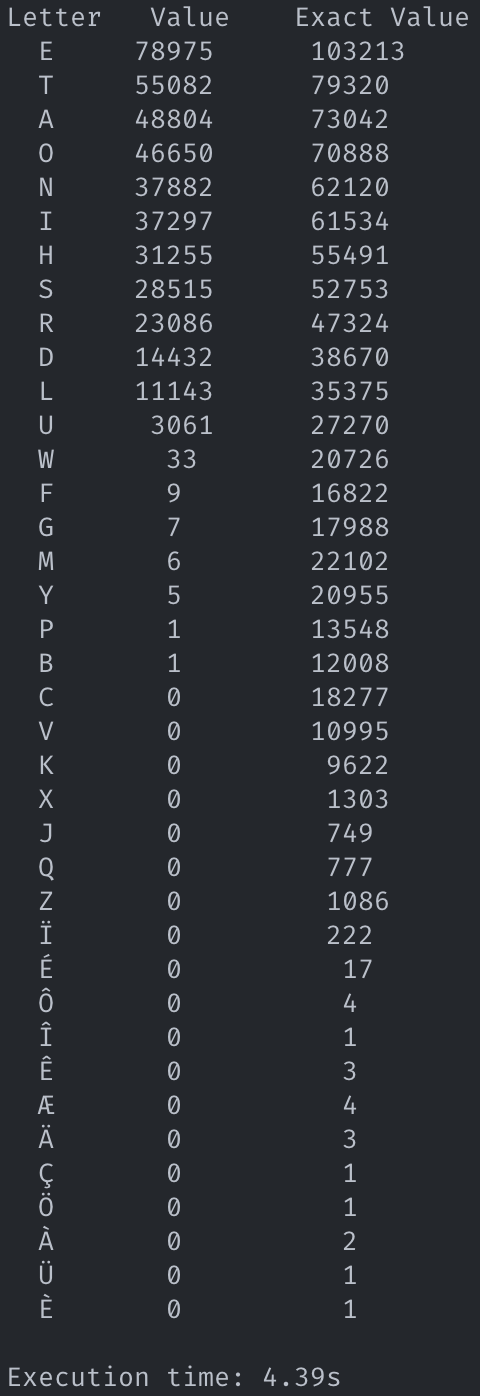 Letter Value Exact Value
E 78975 103213
T 55082 79320
A 48804 73042
O 46650 70888
N 37882 62120
I 37297 61534
H 31255 55491
S 28515 52753
R 23086 47324
D 14432 38670
L 11143 35375
U 3061 27270
W 33 20726
F 9 16822
G 7 17988
M 6 22102
Y 5 20955
P 1 13548
B 1 12008
C 0 18277
V 0 10995
K 0 9622
X 0 1303
J 0 749
Q 0 777
Z 0 1086
Ï 0 222
É 0 17
Ô 0 4
Î 0 1
Ê 0 3
Æ 0 4
Ä 0 3
Ç 0 1
Ö 0 1
À 0 2
Ü 0 1
È 0 1
Execution time: 4.39s